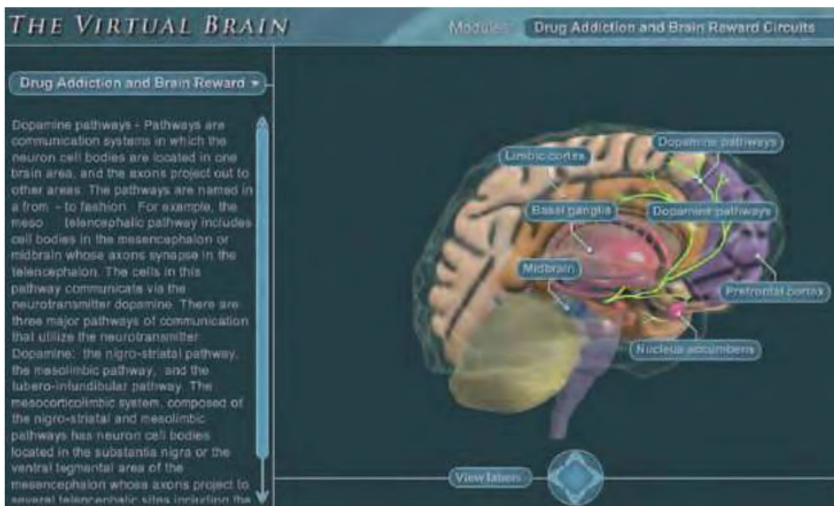 THE VIRTUAL BRAIN
Modules: Drug Addiction and Brain Reward Circuits
Drug Addiction and Brain Reward
Dopamine pathways - Pathways are
communication systems in which the
neuron cell bodies are located in one
brain area, and the axons project out to
other areas. The pathways are named in
a from - to fashion. For example, the
meso telencephalic pathway includes
cell bodies in the mesencephalon or
midbrain whose axons synapse in the
telencephalon. The cells in this
pathway communicate via the
neurotransmitter dopamine. There are
three major pathways of communication
that utilize the neurotransmitter
Dopamine: the nigro-striatal pathway,
the mesolimbic pathway, and the
tubero-infundibular pathway. The
mesocorticolimbic system, composed of
the nigro-striatal and mesolimbic
pathways has neuron cell bodies
located in the substantia nigra or the
ventral tegmental area of the
mesencephalon whose axons project to
several telencephalic sites including the
Dopamine pathways
Limbic cortex
Basal ganglia
Dopamine pathways
Midbrain
Prefrontal cortex
Nucleus accumbens
View labels